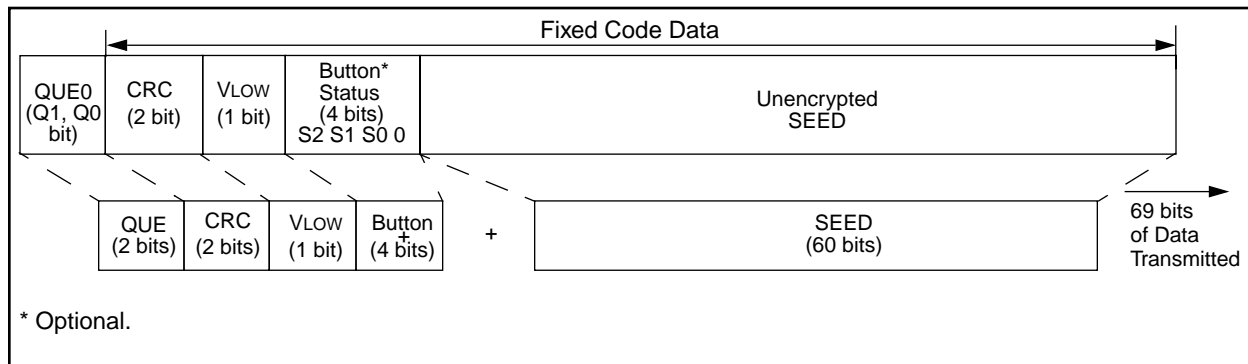 Fixed Code Data
QUE0
(Q1, Q0
bit)
CRC
(2 bit)
VLOW
(1 bit)
Button*
Status
(4 bits)
S2 S1 S0 0
Unencrypted
SEED
QUE
(2 bits)
CRC
(2 bits)
VLOW
(1 bit)
Button
+
(4 bits)
+
SEED
(60 bits)
69 bits
of Data
Transmitted
* Optional.